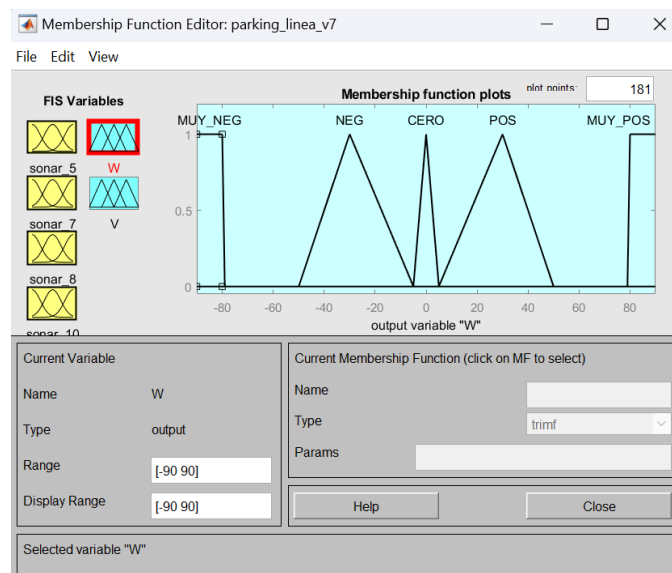 Membership Function Editor: parking_linea_v7
File Edit View
FIS Variables
Membership function plots
plot points:
181
MUY_NEG NEG CERO POS MUY_POS
1
0.5
0
-80 -60 -40 -20 0 20 40 60 80
output variable "W"
sonar_5 W
sonar_7 V
sonar_8
sonar_10
Current Variable
Name W
Type output
Range [-90 90]
Display Range [-90 90]
Current Membership Function (click on MF to select)
Name
Type trimf
Params
Help Close
Selected variable "W"